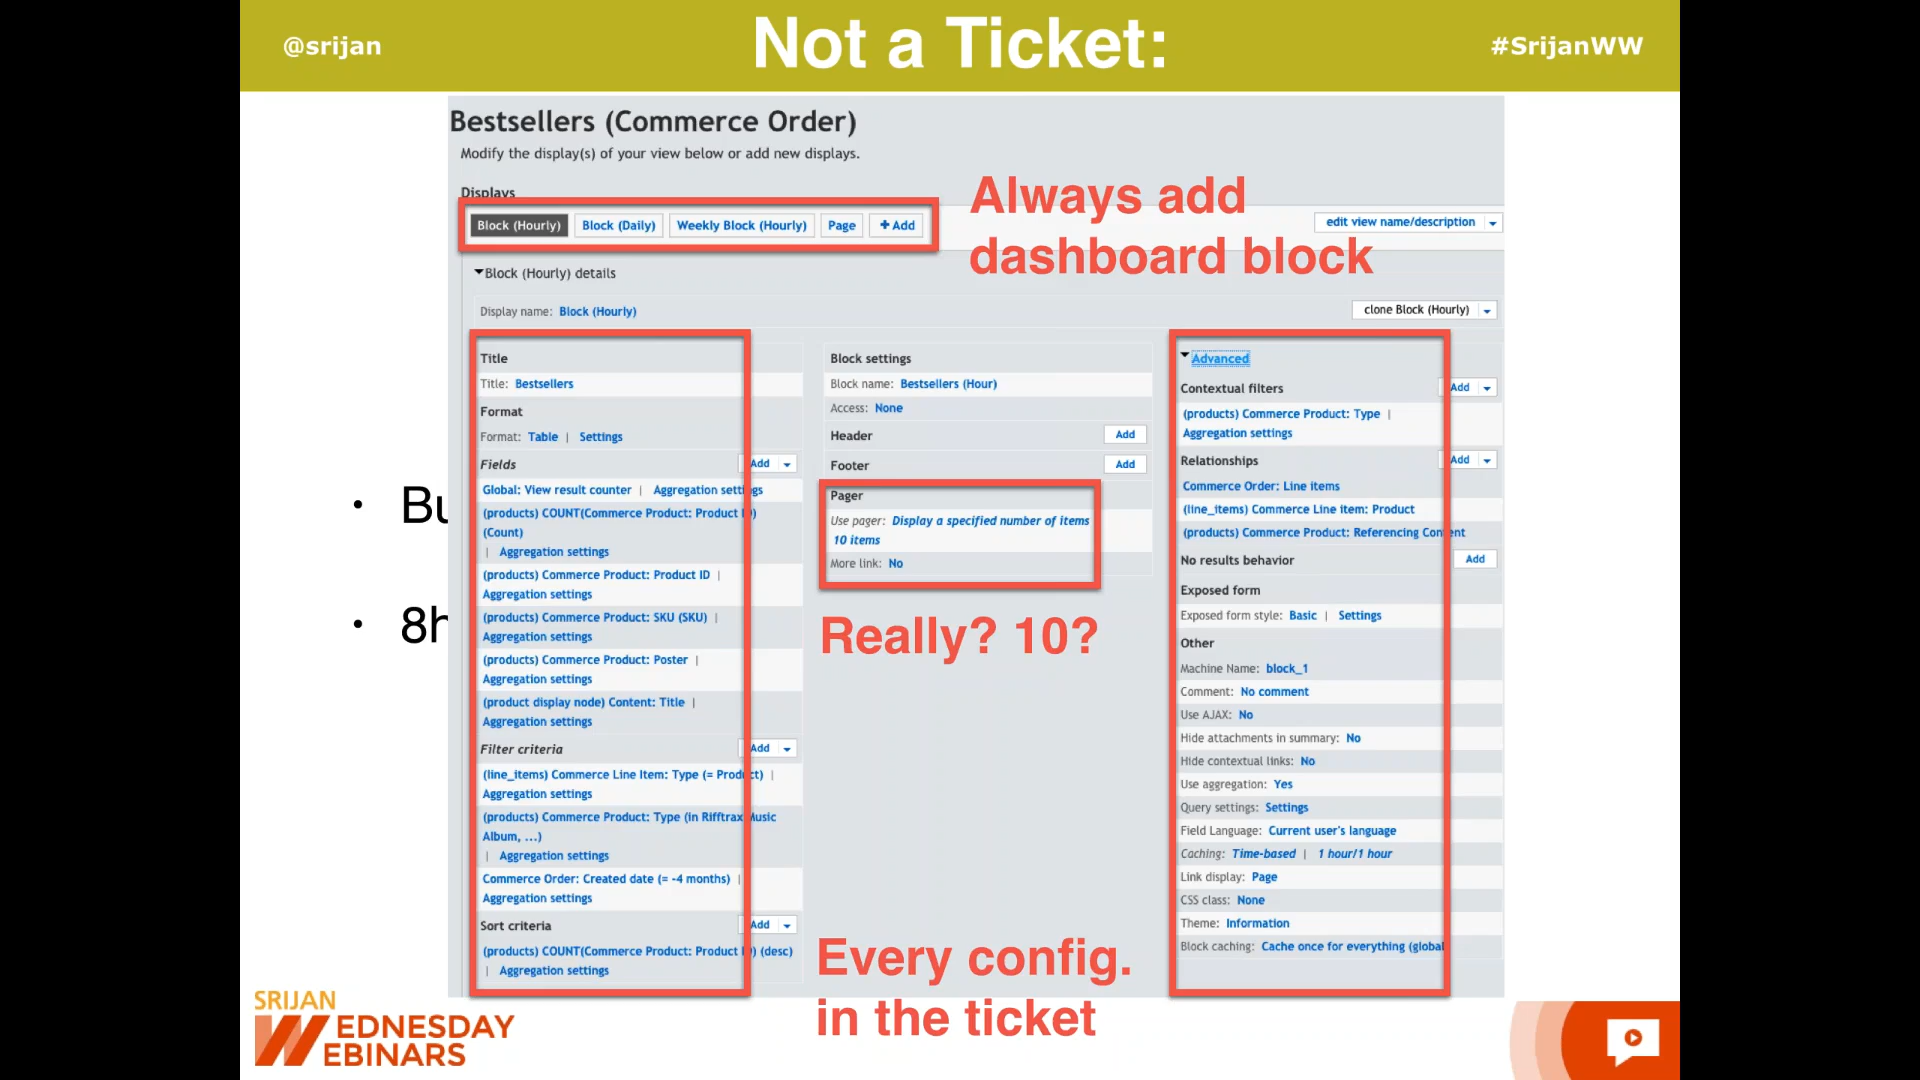 @srijan
Not a Ticket:
#SrijanWW
Bestsellers (Commerce Order)
Modify the display(s) of your view below or add new displays.
Displays
Block (Hourly) Block (Daily) Weekly Block (Hourly) Page + Add
edit view name/description
Always add
dashboard block
Block (Hourly) details
Display name: Block (Hourly)
clone Block (Hourly)
Title
Title: Bestsellers
Format
Format: Table | Settings
Fields
Add
Global: View result counter | Aggregation settings
(products) COUNT(Commerce Product: Product ID)
(Count)
| Aggregation settings
(products) Commerce Product: Product ID |
Aggregation settings
(products) Commerce Product: SKU (SKU) |
Aggregation settings
(products) Commerce Product: Poster |
Aggregation settings
(product display node) Content: Title |
Aggregation settings
Filter criteria
Add
(line_items) Commerce Line Item: Type (= Product) |
Aggregation settings
(products) Commerce Product: Type (in Rifftrax Music
Album, ...)
| Aggregation settings
Commerce Order: Created date (= -4 months) |
Aggregation settings
Sort criteria
Add
(products) COUNT(Commerce Product: Product ID) (desc)
| Aggregation settings
Block settings
Block name: Bestsellers (Hour)
Access: None
Header
Add
Footer
Add
Pager
Use pager: Display a specified number of items
10 items
More link: No
Really? 10?
Every config.
in the ticket
Advanced
Contextual filters
Add
(products) Commerce Product: Type |
Aggregation settings
Relationships
Add
Commerce Order: Line items
(line_items) Commerce Line item: Product
(products) Commerce Product: Referencing Content
No results behavior
Add
Exposed form
Exposed form style: Basic | Settings
Other
Machine Name: block_1
Comment: No comment
Use AJAX: No
Hide attachments in summary: No
Hide contextual links: No
Use aggregation: Yes
Query settings: Settings
Field Language: Current user's language
Caching: Time-based | 1 hour/1 hour
Link display: Page
CSS class: None
Theme: Information
Block caching: Cache once for everything (global
• Bu
• 8h
SRIJAN
WEDNESDAY
WEBINARS